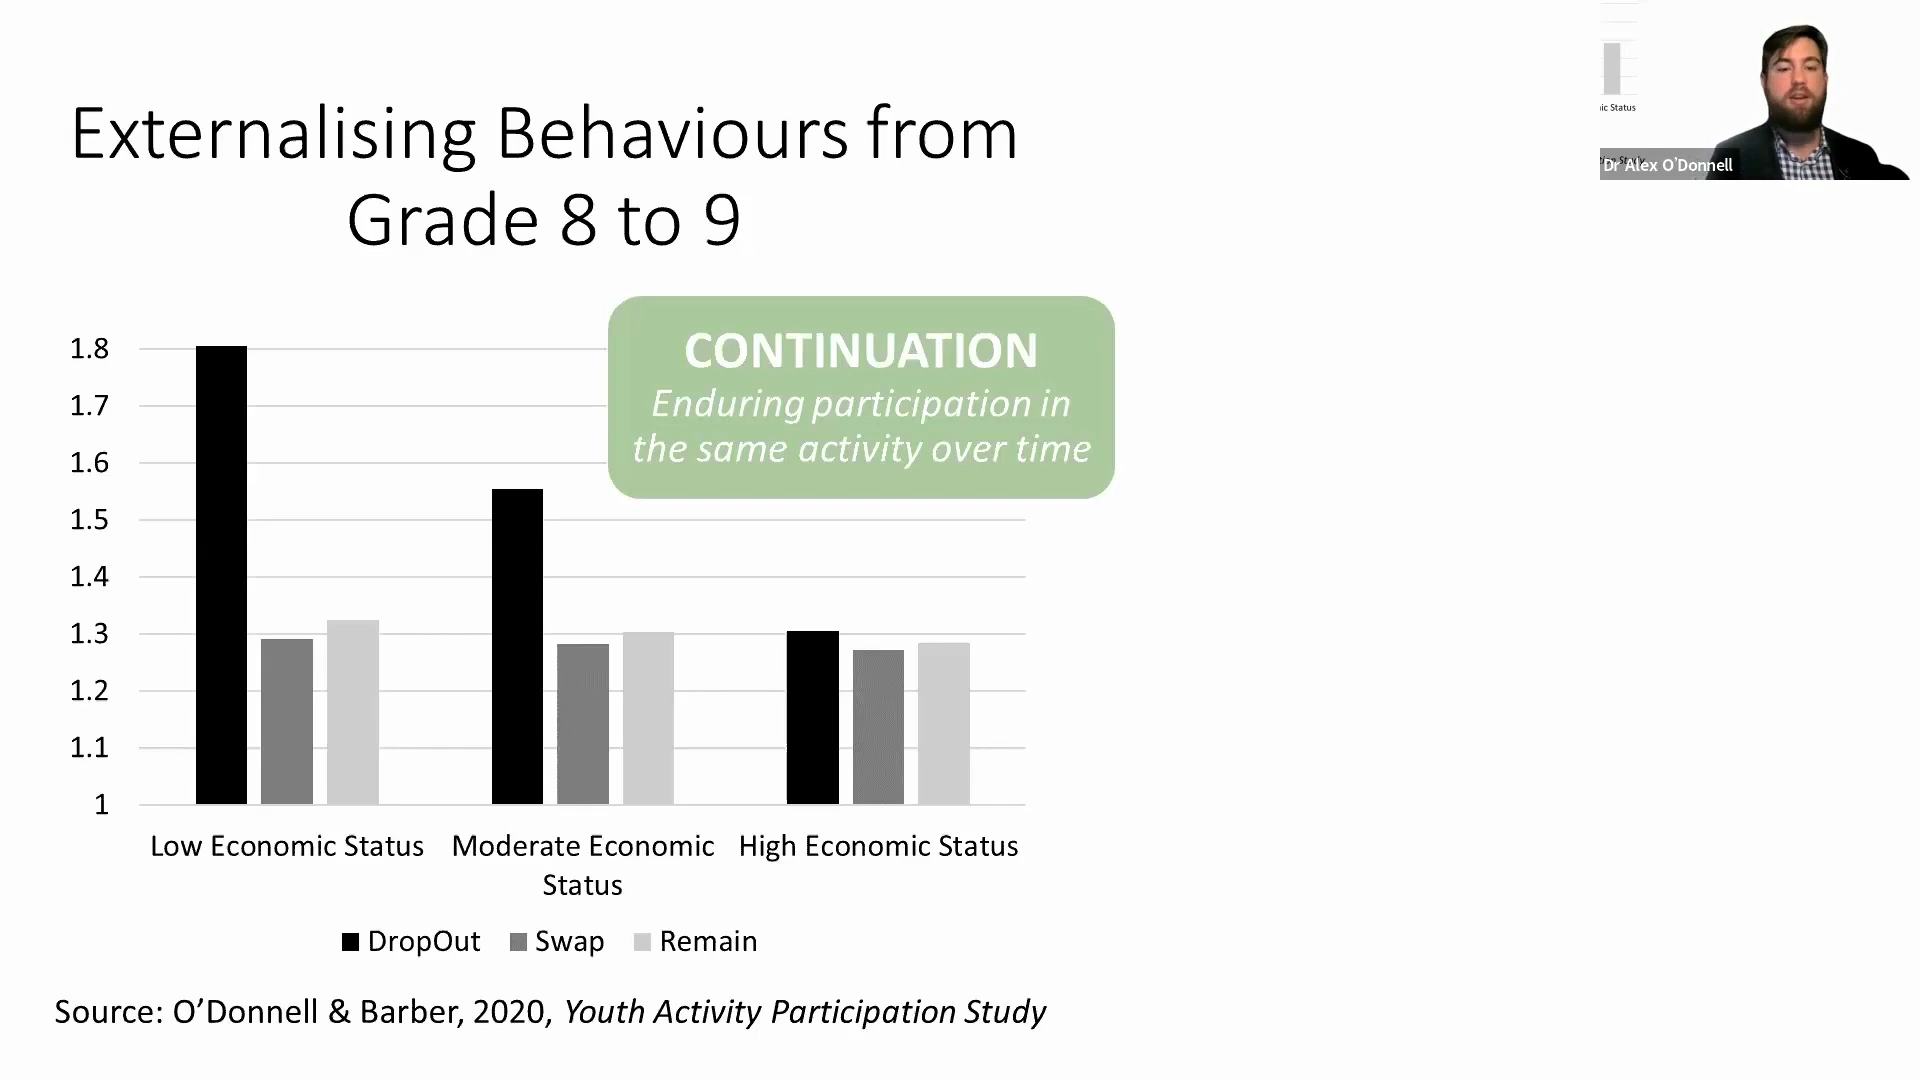 Externalising Behaviours from
Grade 8 to 9
CONTINUATION
Enduring participation in
the same activity over time
1.8
1.7
1.6
1.5
1.4
1.3
1.2
1.1
1
Low Economic Status
Moderate Economic
Status
High Economic Status
DropOut
Swap
Remain
Source: O’Donnell & Barber, 2020, Youth Activity Participation Study
ic Status
Dr Alex O'Donnell